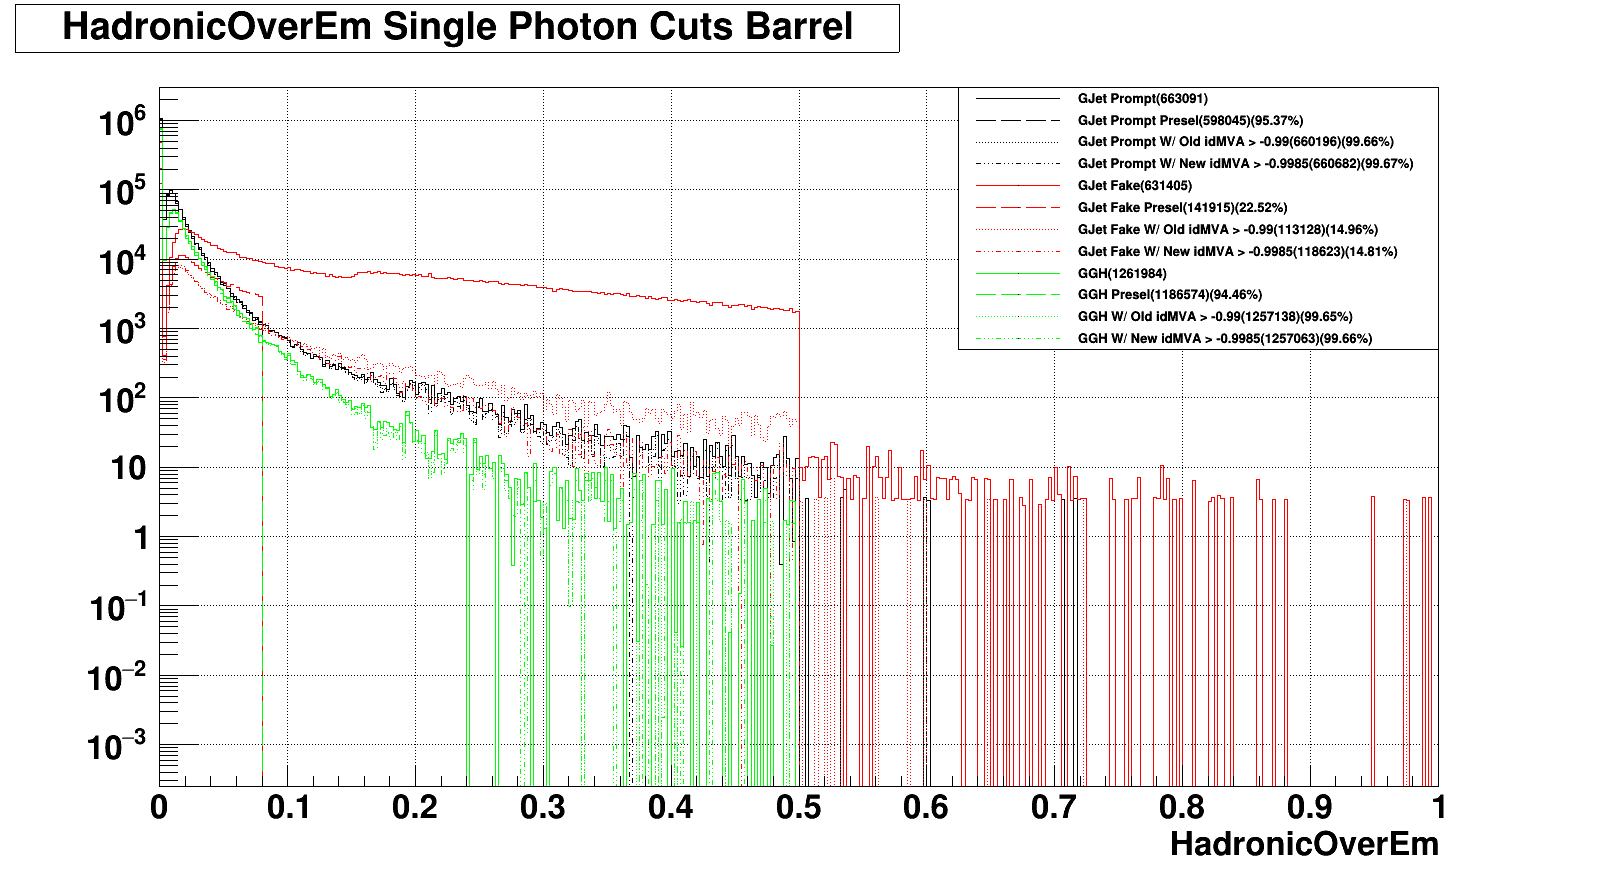 HadronicOverEm Single Photon Cuts Barrel
GJet Prompt(663091)
GJet Prompt Presel(598045)(95.37%)
GJet Prompt W/ Old idMVA > -0.99(660196)(99.66%)
GJet Prompt W/ New idMVA > -0.9985(660682)(99.67%)
GJet Fake(631405)
GJet Fake Presel(141915)(22.52%)
GJet Fake W/ Old idMVA > -0.99(113128)(14.96%)
GJet Fake W/ New idMVA > -0.9985(118623)(14.81%)
GGH(1261984)
GGH Presel(1186574)(94.46%)
GGH W/ Old idMVA > -0.99(1257138)(99.65%)
GGH W/ New idMVA > -0.9985(1257063)(99.66%)
10^6
10^5
10^4
10^3
10^2
10
1
10^−1
10^−2
10^−3
0 0.1 0.2 0.3 0.4 0.5 0.6 0.7 0.8 0.9 1
HadronicOverEm